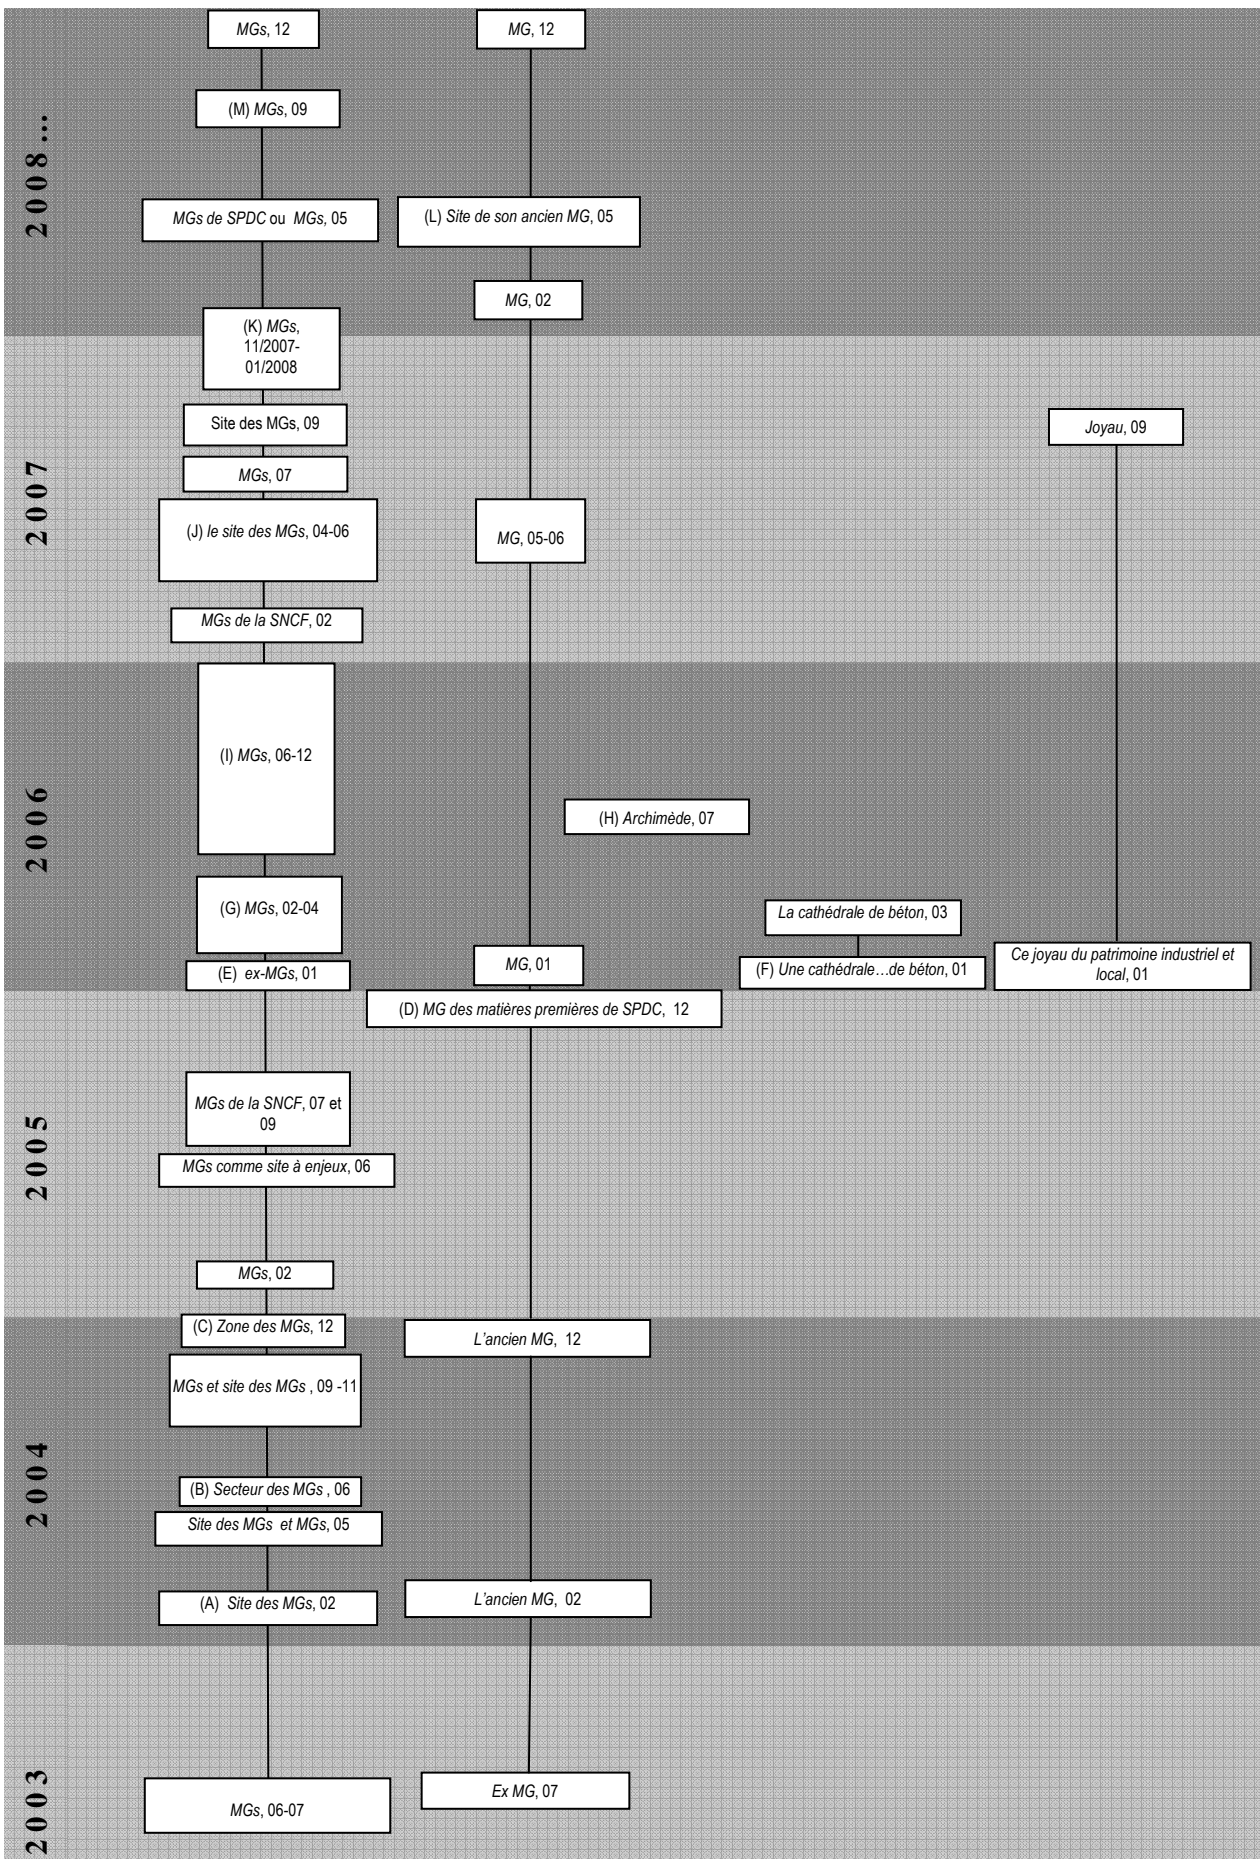 2008...
MGs, 12
MG, 12
(M) MGs, 09
MGs de SPDC ou MGs, 05
(L) Site de son ancien MG, 05
MG, 02
(K) MGs,
11/2007-
01/2008
2007
Site des MGs, 09
Joyau, 09
MGs, 07
(J) le site des MGs, 04-06
MG, 05-06
MGs de la SNCF, 02
2006
(I) MGs, 06-12
(H) Archimède, 07
(G) MGs, 02-04
La cathédrale de béton, 03
MG, 01
(E) ex-MGs, 01
(F) Une cathédrale…de béton, 01
Ce joyau du patrimoine industriel et
local, 01
(D) MG des matières premières de SPDC, 12
2005
MGs de la SNCF, 07 et
09
MGs comme site à enjeux, 06
MGs, 02
2004
(C) Zone des MGs, 12
L'ancien MG, 12
MGs et site des MGs , 09 -11
(B) Secteur des MGs , 06
Site des MGs et MGs, 05
(A) Site des MGs, 02
L'ancien MG, 02
2003
MGs, 06-07
Ex MG, 07